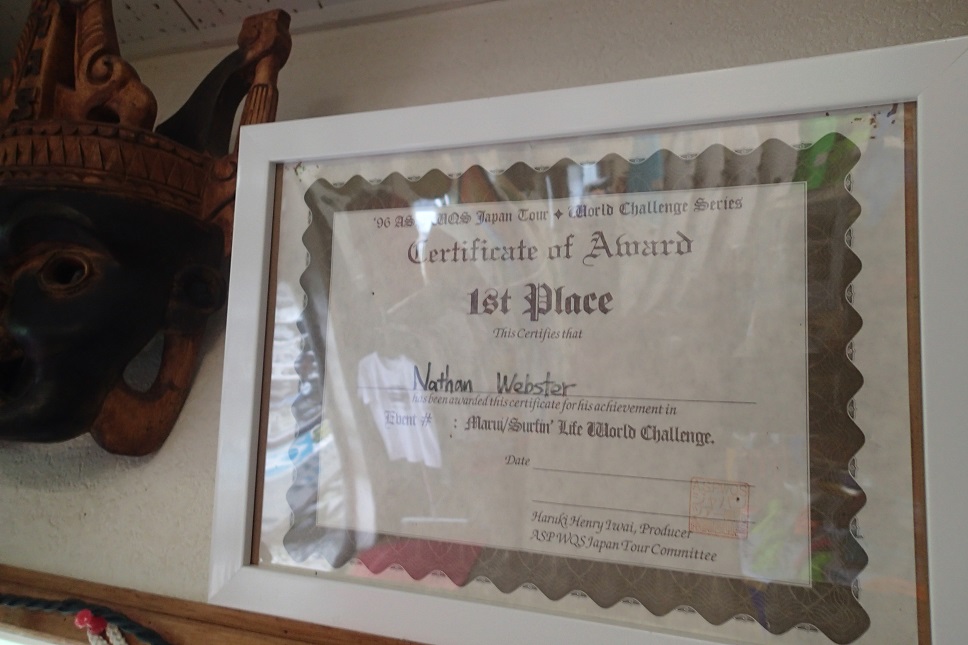 '96 AS WQS Japan Tour ✦ World Challenge Series
Certificate of Award
1st Place
This Certifies that
Nathan Webster
has been awarded this certificate for his achievement in
Event # : Marui/Surfin' Life World Challenge.
Date
Haruki Henry Iwai, Producer
ASP WQS Japan Tour Committee